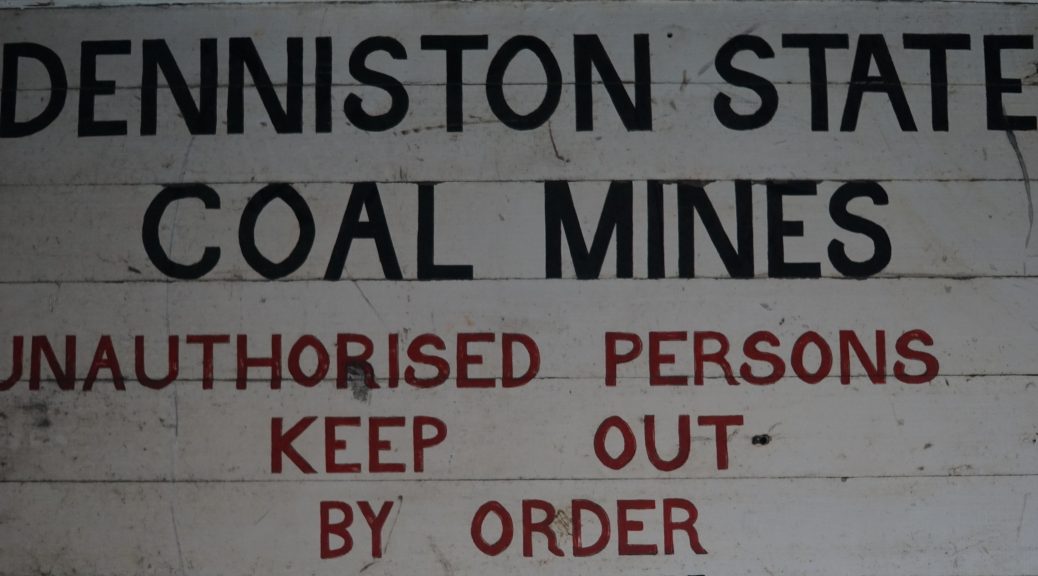 DENNISTON STATE
COAL MINES
UNAUTHORISED PERSONS
KEEP OUT
BY ORDER